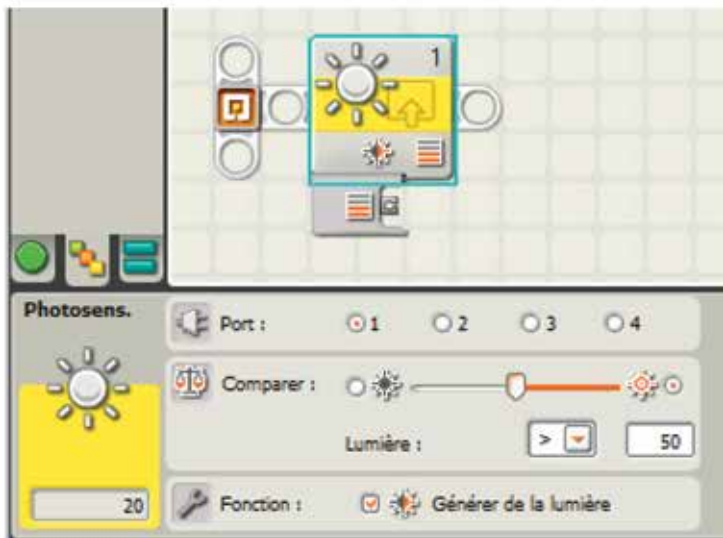 1
Photosens.
20
Port : 1 2 3 4
Comparer :
Lumière : > 50
Fonction : Générer de la lumière